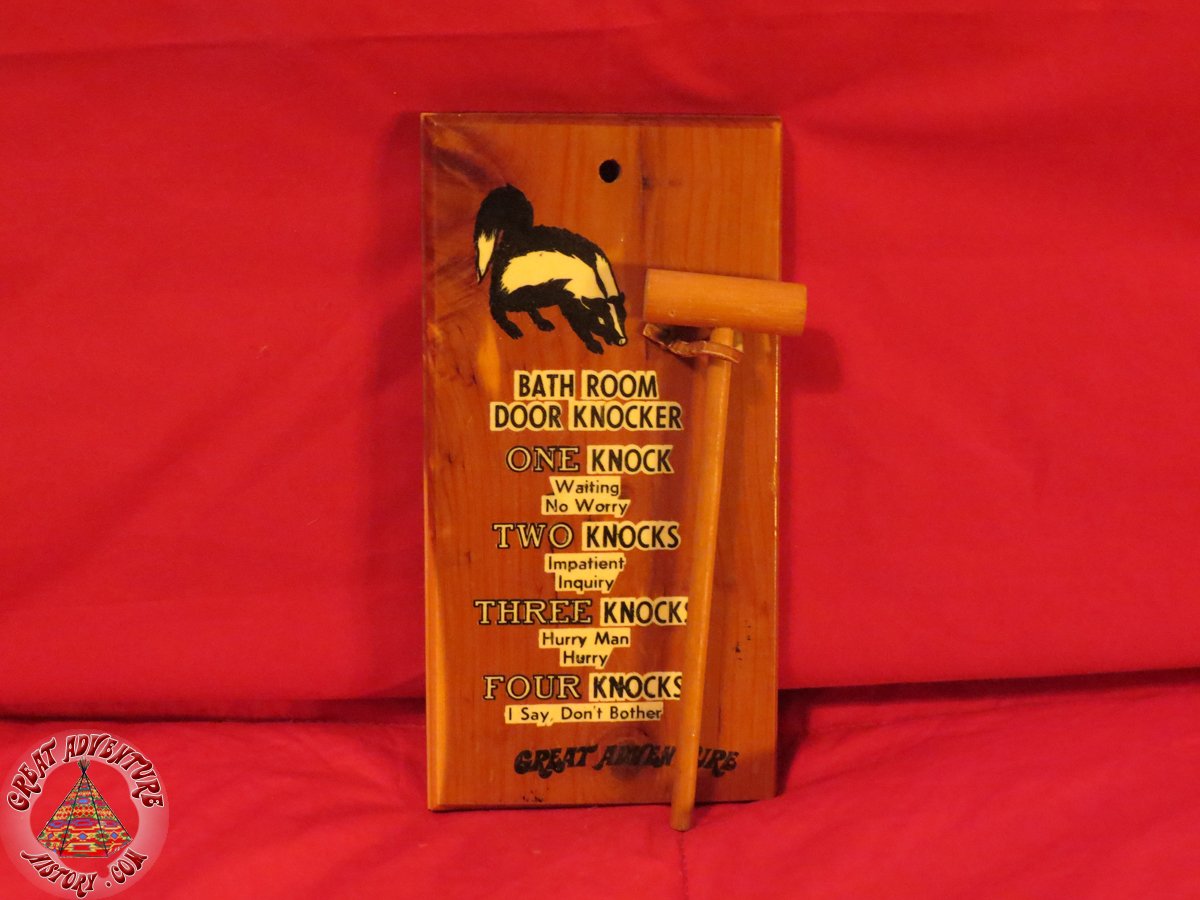 BATH ROOM
DOOR KNOCKER
ONE KNOCK
Waiting
No Worry
TWO KNOCKS
Impatient
Inquiry
THREE KNOCKS
Hurry Man
Hurry
FOUR KNOCKS
I Say, Don't Bother
GREAT ADVENTURE
GREAT ADVENTURE
HISTORY.COM